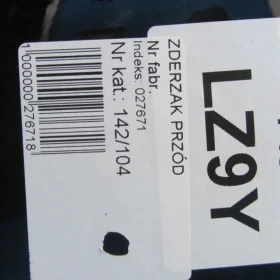 ZDERZAK PRZÓD
Nr fabr.
Indeks: 027671
Nr kat.: 142/104
1000000276718
LZ9Y